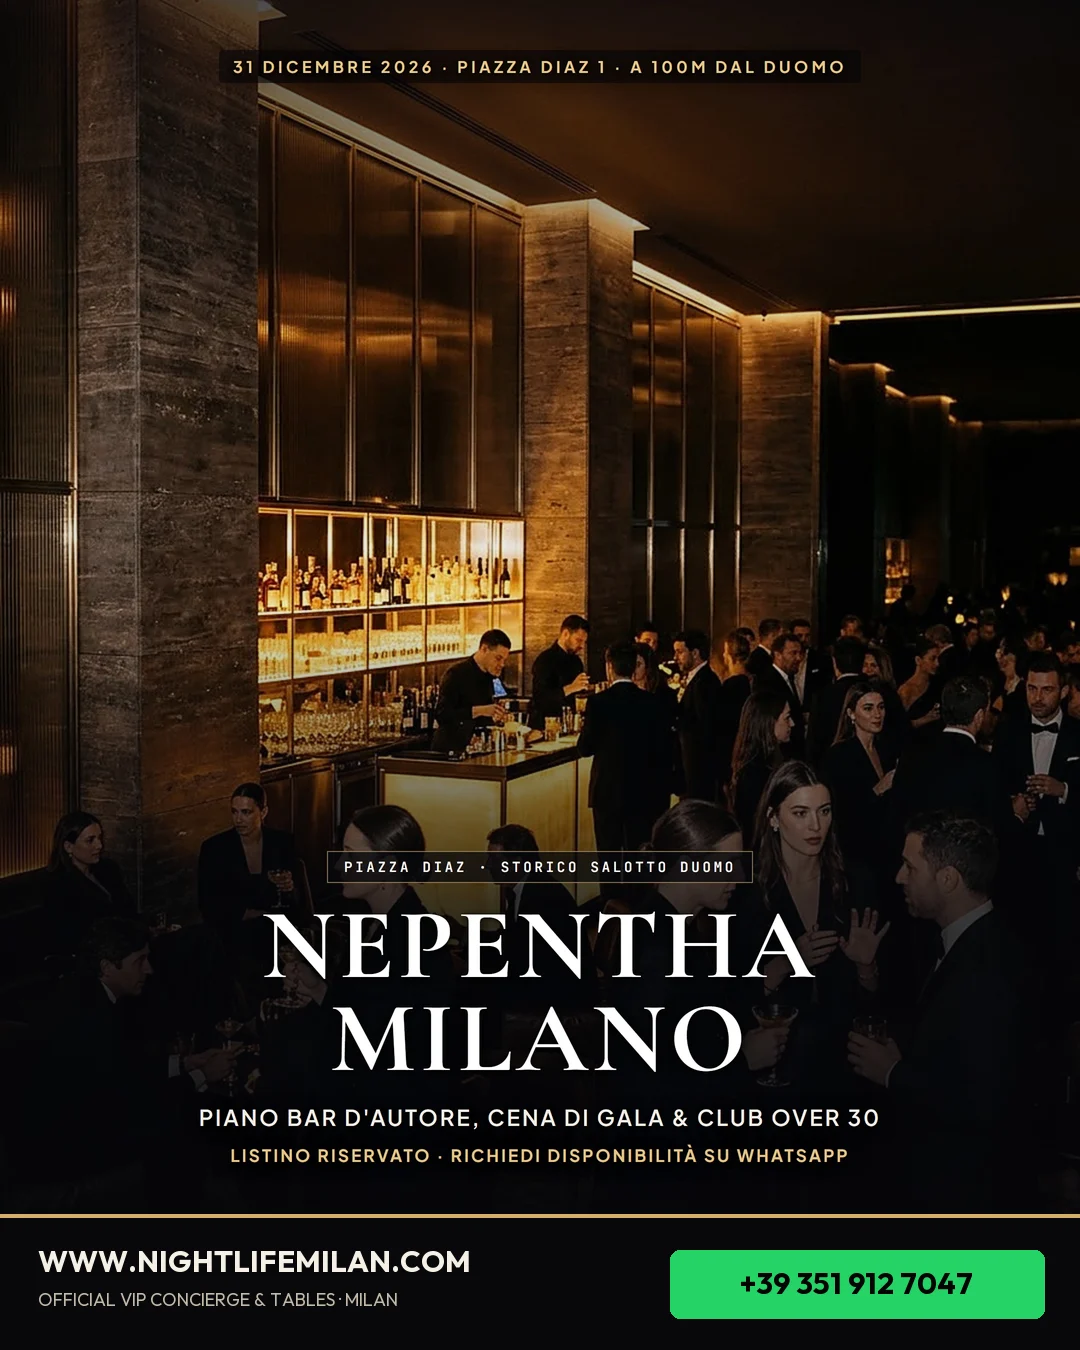 31 DICEMBRE 2026 · PIAZZA DIAZ 1 · A 100M DAL DUOMO
PIAZZA DIAZ · STORICO SALOTTO DUOMO
NEPENTHA
MILANO
PIANO BAR D'AUTORE, CENA DI GALA & CLUB OVER 30
LISTINO RISERVATO · RICHIEDI DISPONIBILITÀ SU WHATSAPP
WWW.NIGHTLIFEMILAN.COM
OFFICIAL VIP CONCIERGE & TABLES · MILAN
+39 351 912 7047